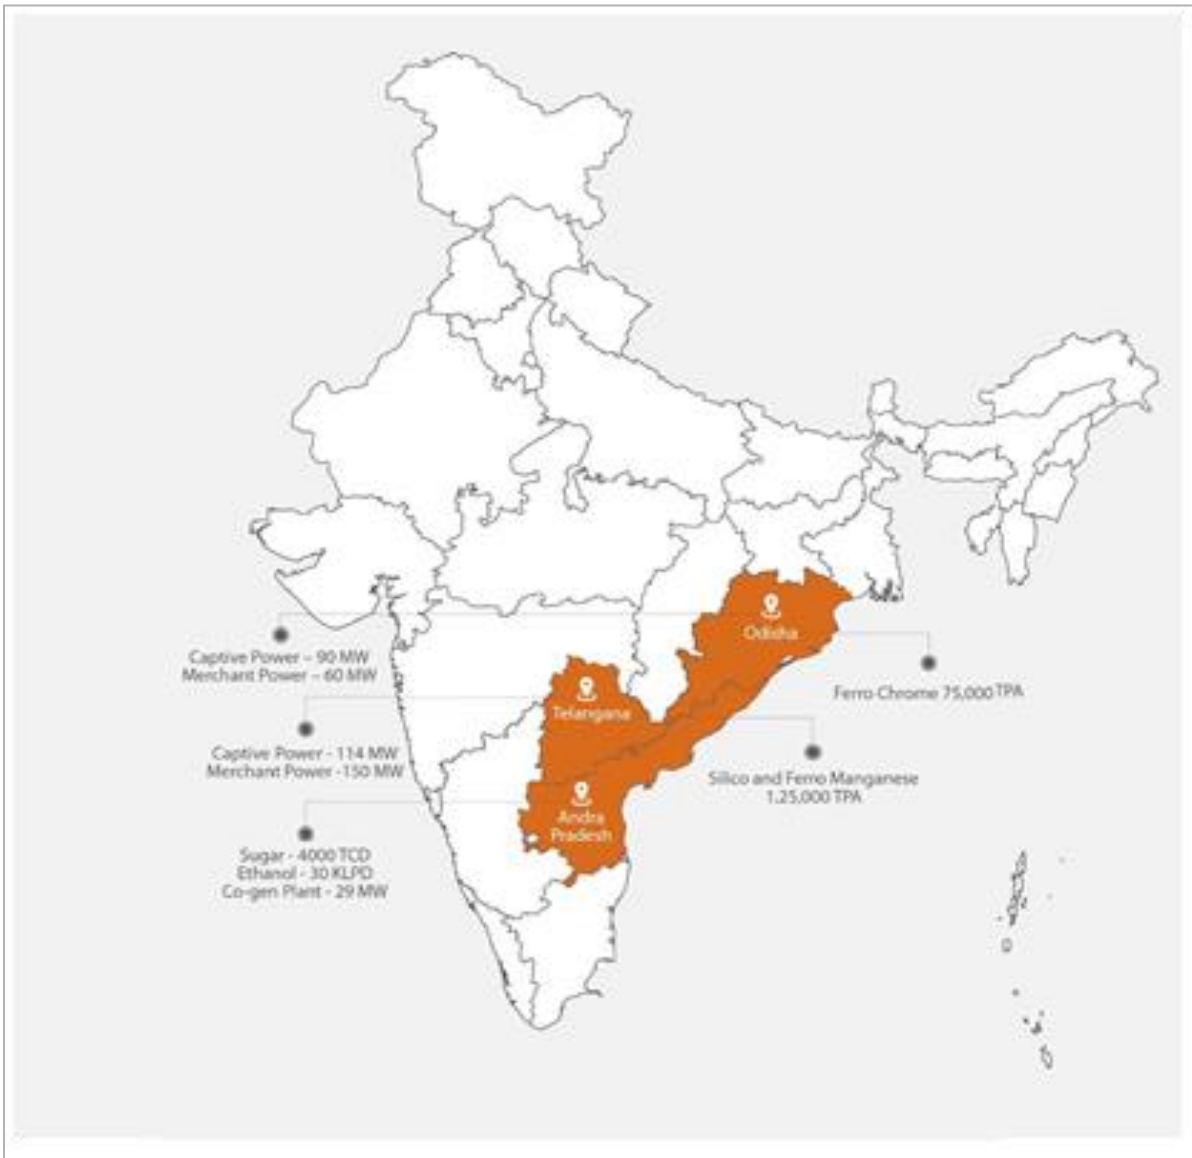 Odisha
Captive Power – 90 MW
Merchant Power – 60 MW
Ferro Chrome 75,000 TPA
Telangana
Captive Power - 114 MW
Merchant Power -150 MW
Silico and Ferro Manganese
1,25,000 TPA
Andra
Pradesh
Sugar - 4000 TCD
Ethanol - 30 KLPD
Co-gen Plant - 29 MW